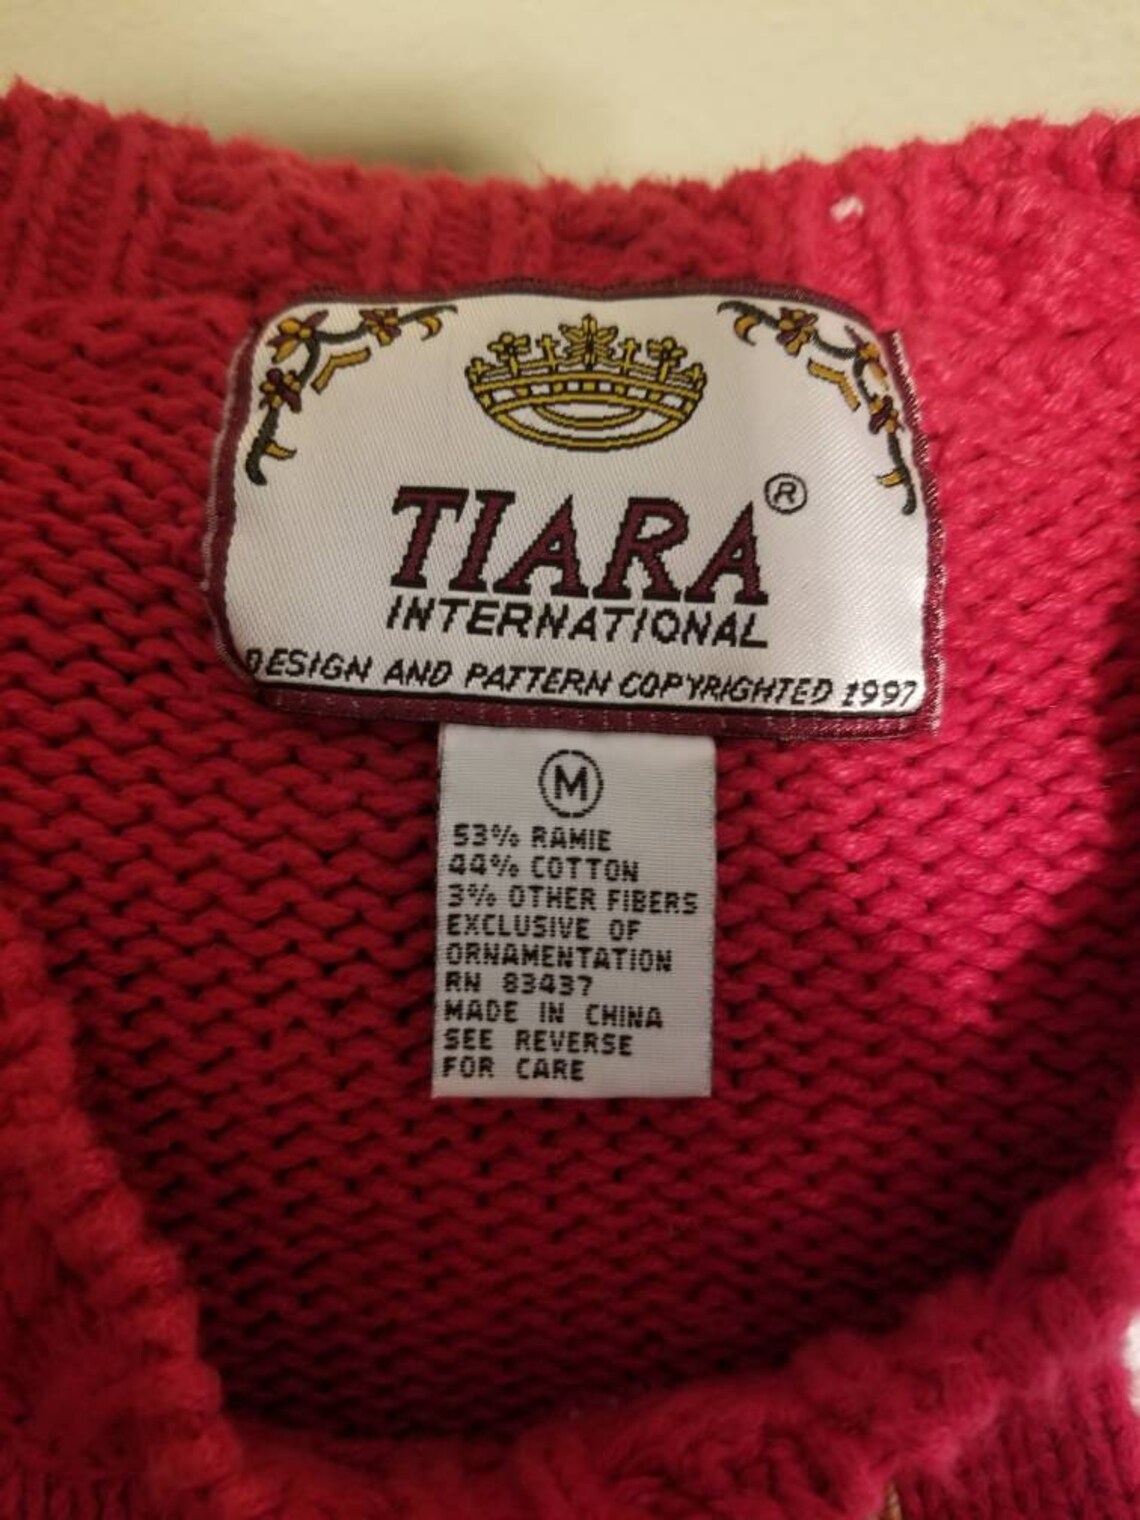 TIARA®
INTERNATIONAL
DESIGN AND PATTERN COPYRIGHTED 1997
M
53% RAMIE
44% COTTON
3% OTHER FIBERS
EXCLUSIVE OF
ORNAMENTATION
RN 83437
MADE IN CHINA
SEE REVERSE
FOR CARE